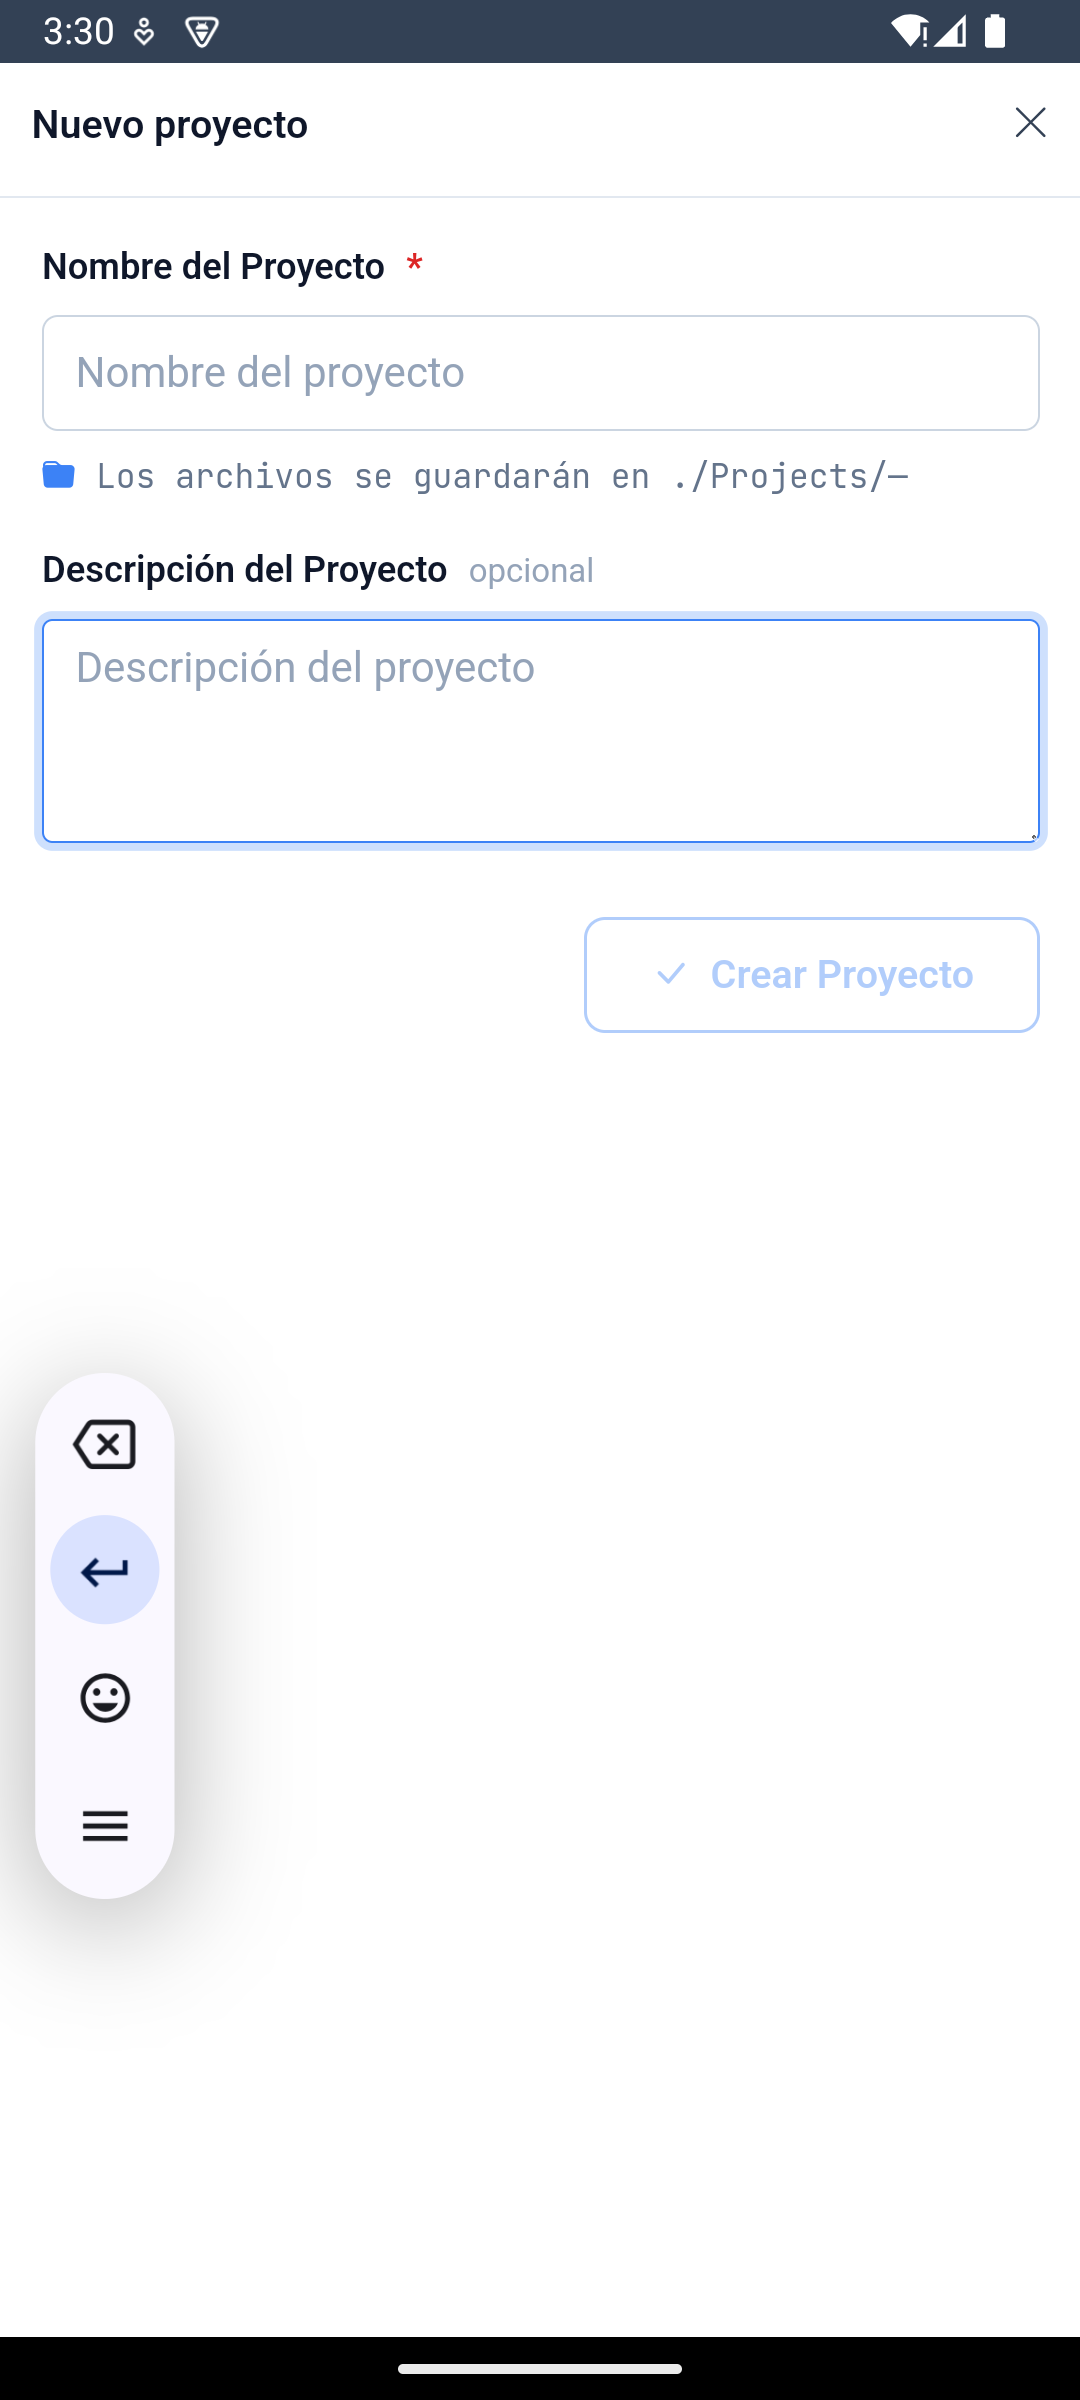 3:30
Nuevo proyecto
Nombre del Proyecto *
Nombre del proyecto
Los archivos se guardarán en ./Projects/—
Descripción del Proyecto opcional
Descripción del proyecto
Crear Proyecto